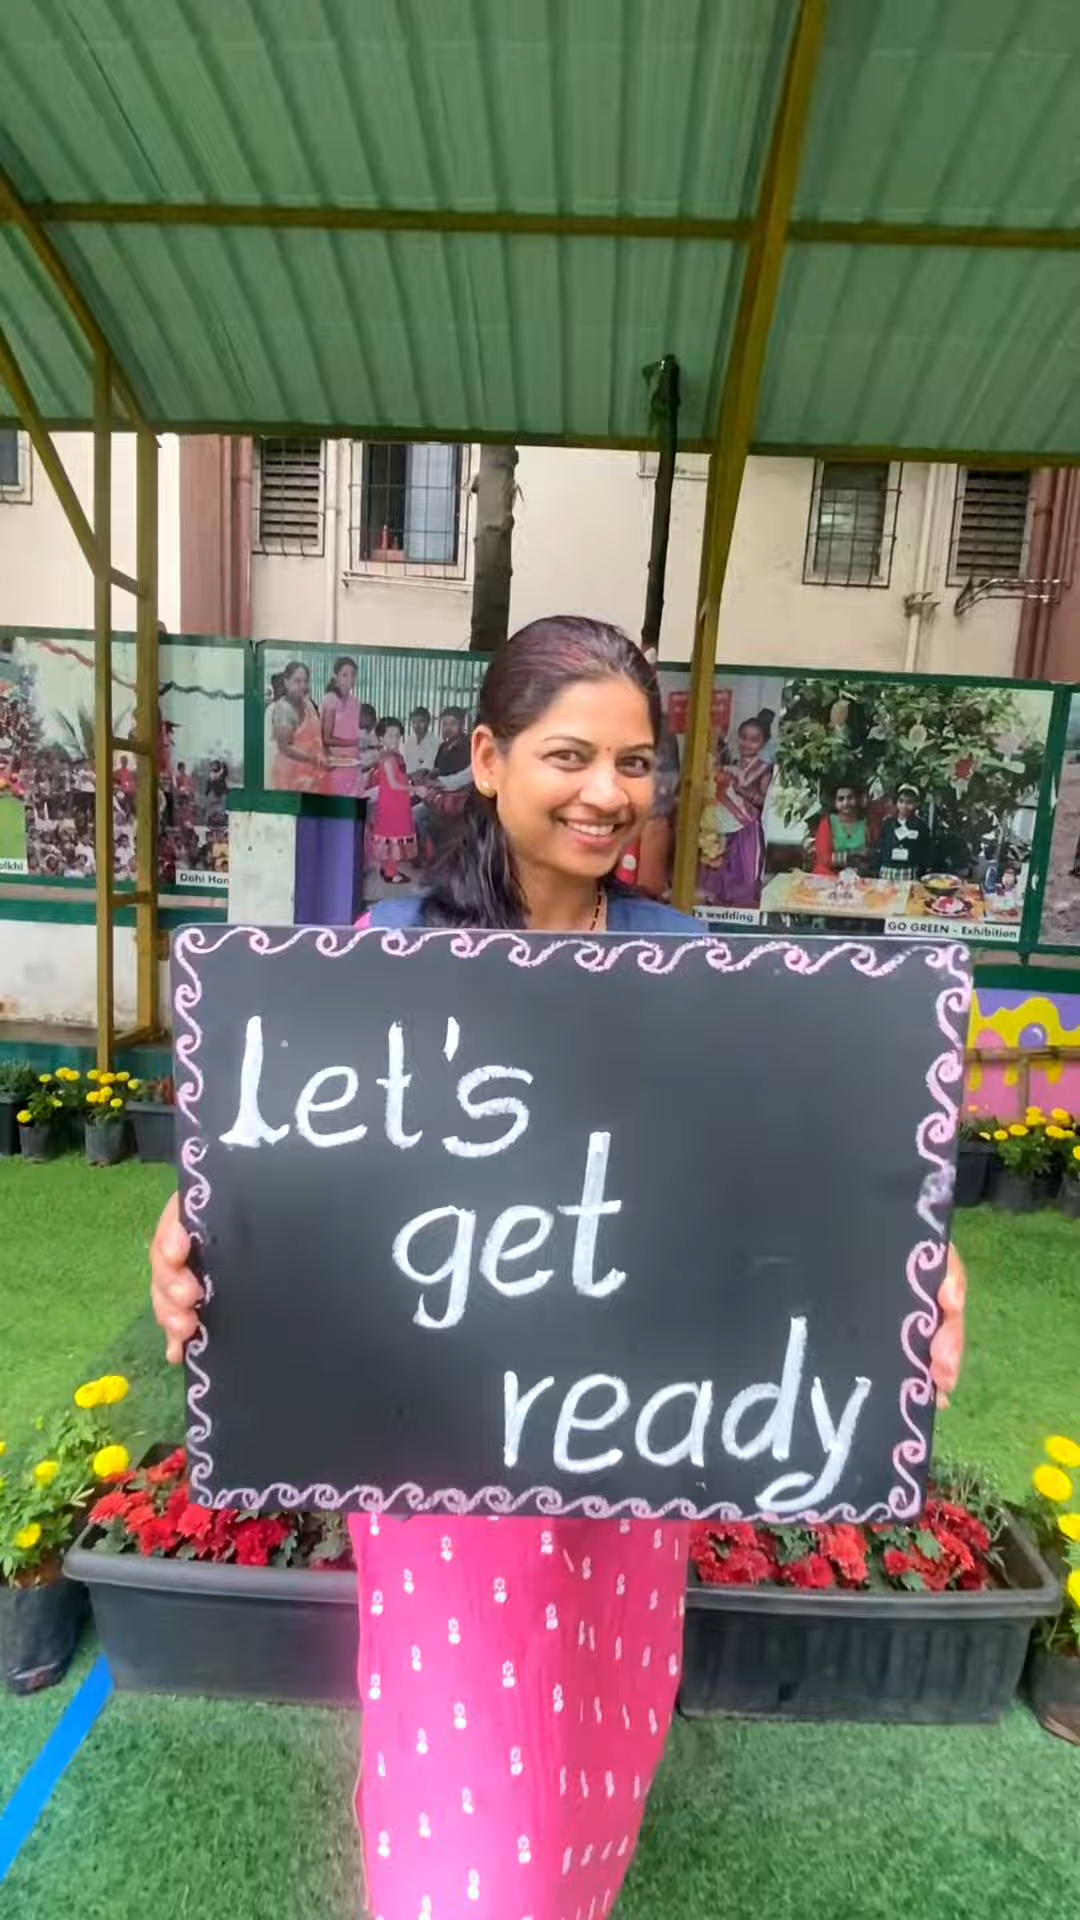 Let's
get
ready
Dahi Han
's wedding
GO GREEN - Exhibition